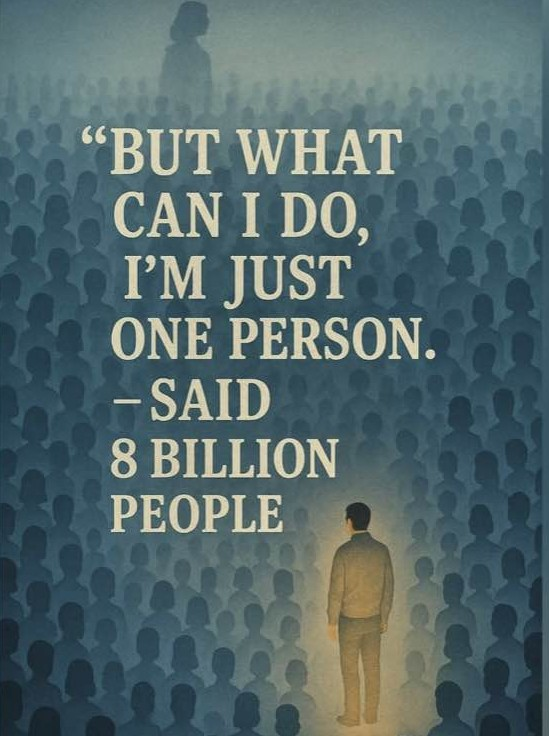 “BUT WHAT
CAN I DO,
I’M JUST
ONE PERSON.
– SAID
8 BILLION
PEOPLE